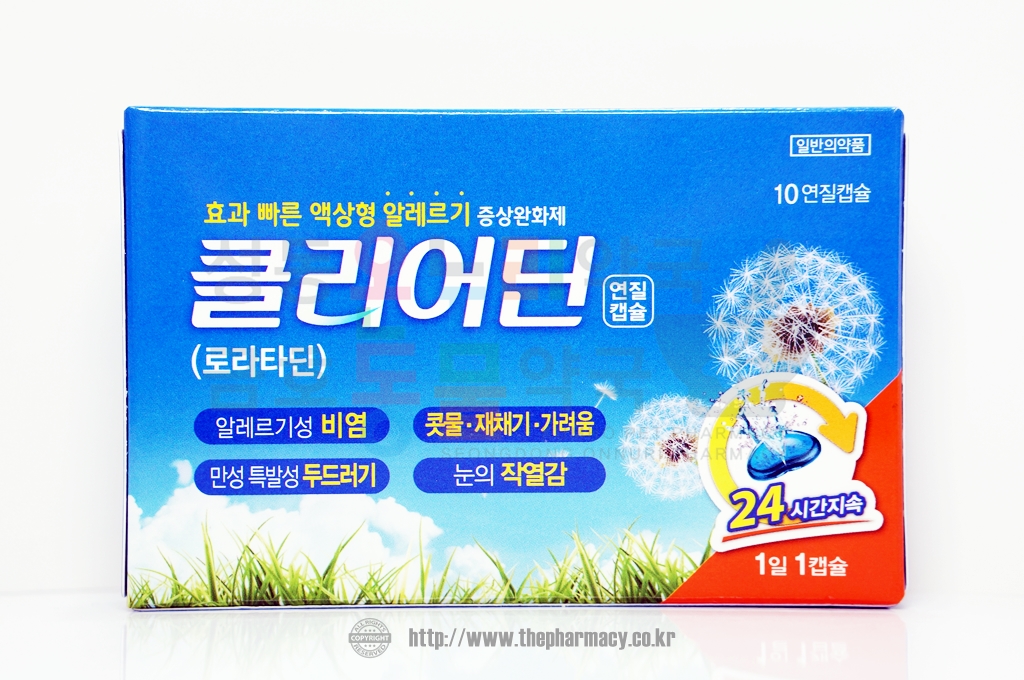 일반의약품
10 연질캡슐
효과 빠른 액상형 알레르기 증상완화제
클리어딘 연질캡슐
(로라타딘)
알레르기성 비염
콧물·재채기·가려움
만성 특발성 두드러기
눈의 작열감
24 시간지속
1일 1캡슐
ALL RIGHTS COPYRIGHT RESERVED
http://www.thepharmacy.co.kr